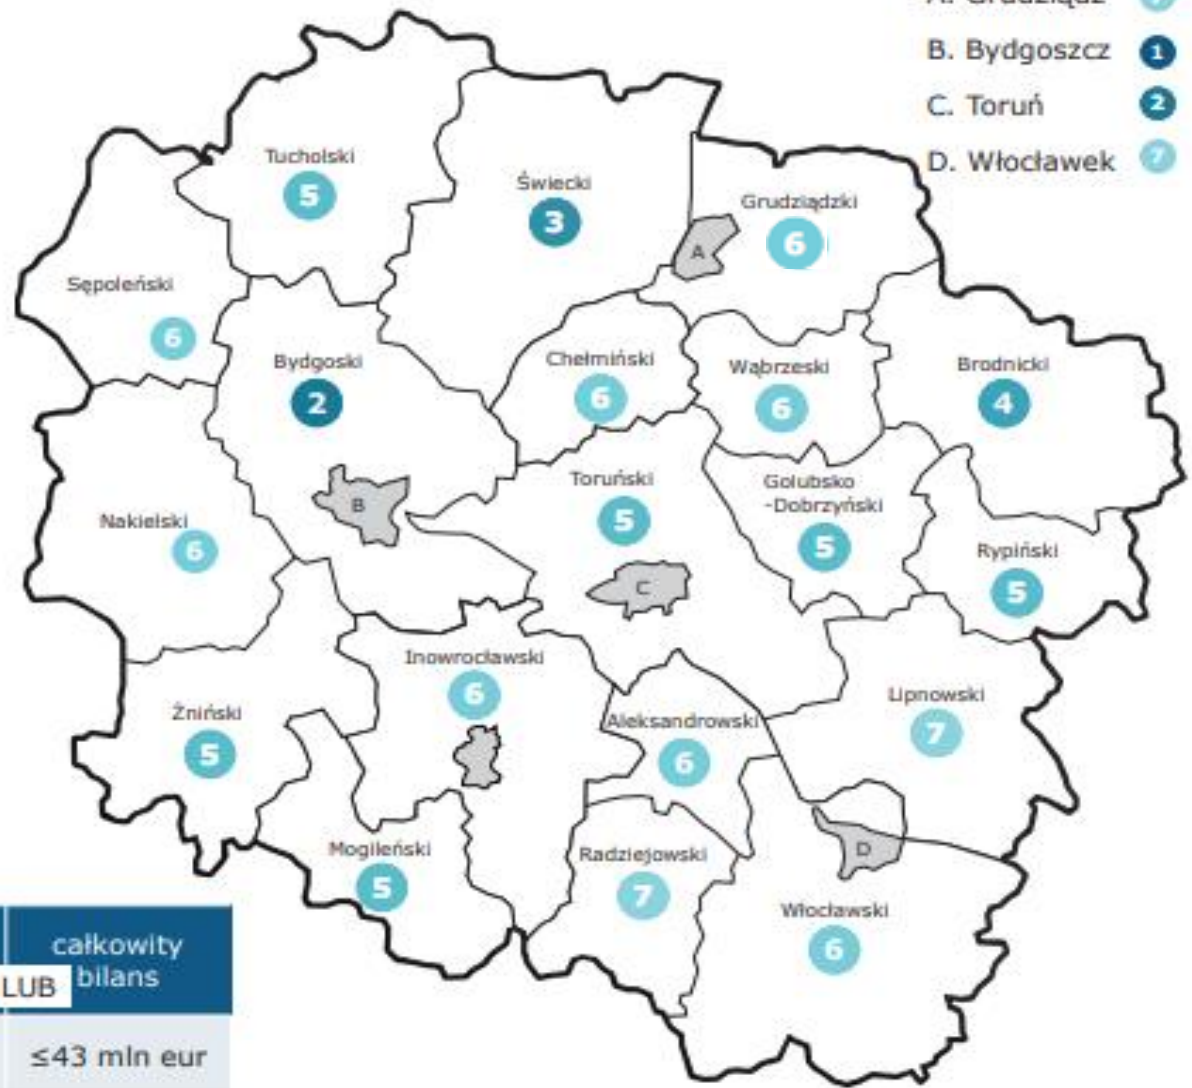 A. Grudziądz
B. Bydgoszcz 1
C. Toruń 2
D. Włocławek 7
Tucholski
5
Świecki
3
Grudziądzki
6
A
Sępoleński
6
Bydgoski
2
Chełmiński
6
Wąbrzeski
6
Brodnicki
4
B
Nakielski
6
Toruński
5
Golubsko
-Dobrzyński
5
Rypiński
5
C
Inowrocławski
6
Żniński
5
Aleksandrowski
6
Lipnowski
7
Mogileński
5
Radziejowski
7
D
Włocławski
6
całkowity
LUB bilans
≤43 mln eur